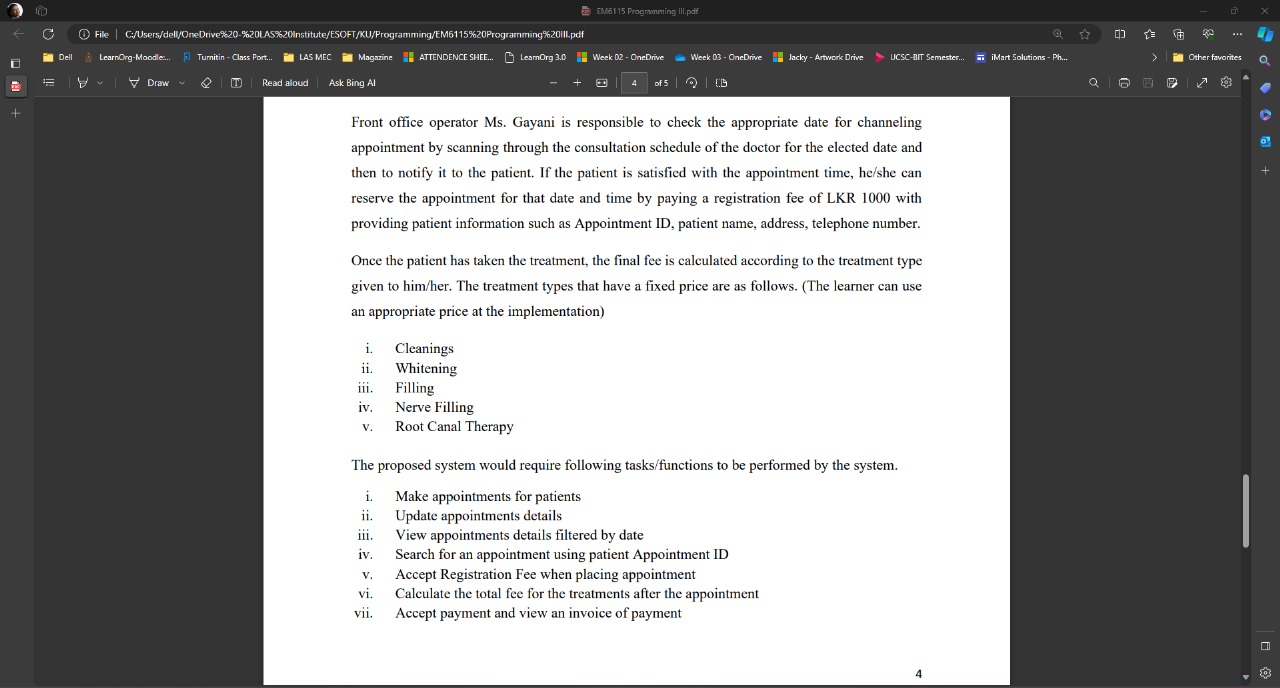 EM6115 Programming III.pdf
File C:/Users/dell/OneDrive%20-%20LAS%20Institute/ESOFT/KU/Programming/EM6115%20Programming%20III.pdf
Dell LearnOrg-Moodle:... Turnitin - Class Port... LAS MEC Magazine ATTENDENCE SHEE... LearnOrg 3.0 Week 02 - OneDrive Week 03 - OneDrive Jacky - Artwork Drive UCSC-BIT Semester... iMart Solutions - Ph... Other favorites
Draw Read aloud Ask Bing AI 4 of 5
Front office operator Ms. Gayani is responsible to check the appropriate date for channeling
appointment by scanning through the consultation schedule of the doctor for the elected date and
then to notify it to the patient. If the patient is satisfied with the appointment time, he/she can
reserve the appointment for that date and time by paying a registration fee of LKR 1000 with
providing patient information such as Appointment ID, patient name, address, telephone number.
Once the patient has taken the treatment, the final fee is calculated according to the treatment type
given to him/her. The treatment types that have a fixed price are as follows. (The learner can use
an appropriate price at the implementation)
i. Cleanings
ii. Whitening
iii. Filling
iv. Nerve Filling
v. Root Canal Therapy
The proposed system would require following tasks/functions to be performed by the system.
i. Make appointments for patients
ii. Update appointments details
iii. View appointments details filtered by date
iv. Search for an appointment using patient Appointment ID
v. Accept Registration Fee when placing appointment
vi. Calculate the total fee for the treatments after the appointment
vii. Accept payment and view an invoice of payment
4